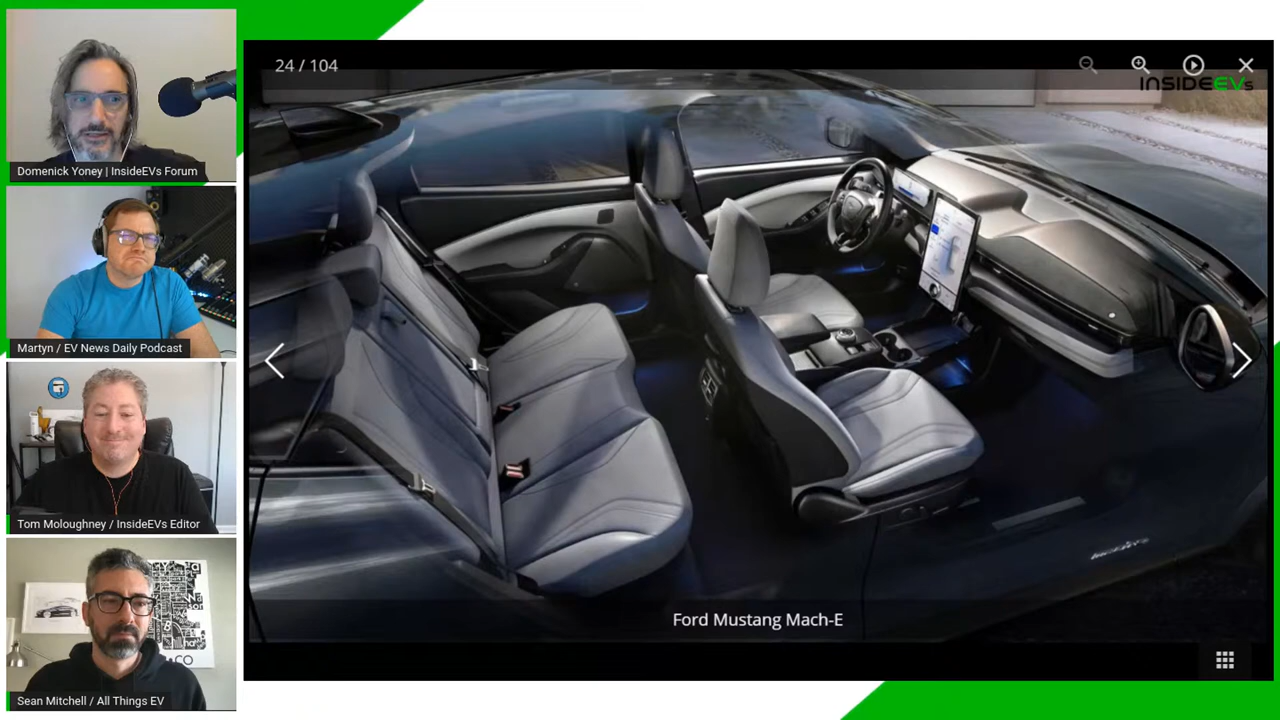 Domenick Yoney | InsideEVs Forum
Martyn / EV News Daily Podcast
Tom Moloughney / InsideEVs Editor
Sean Mitchell / All Things EV
24 / 104
INSIDEEVs
Ford Mustang Mach-E